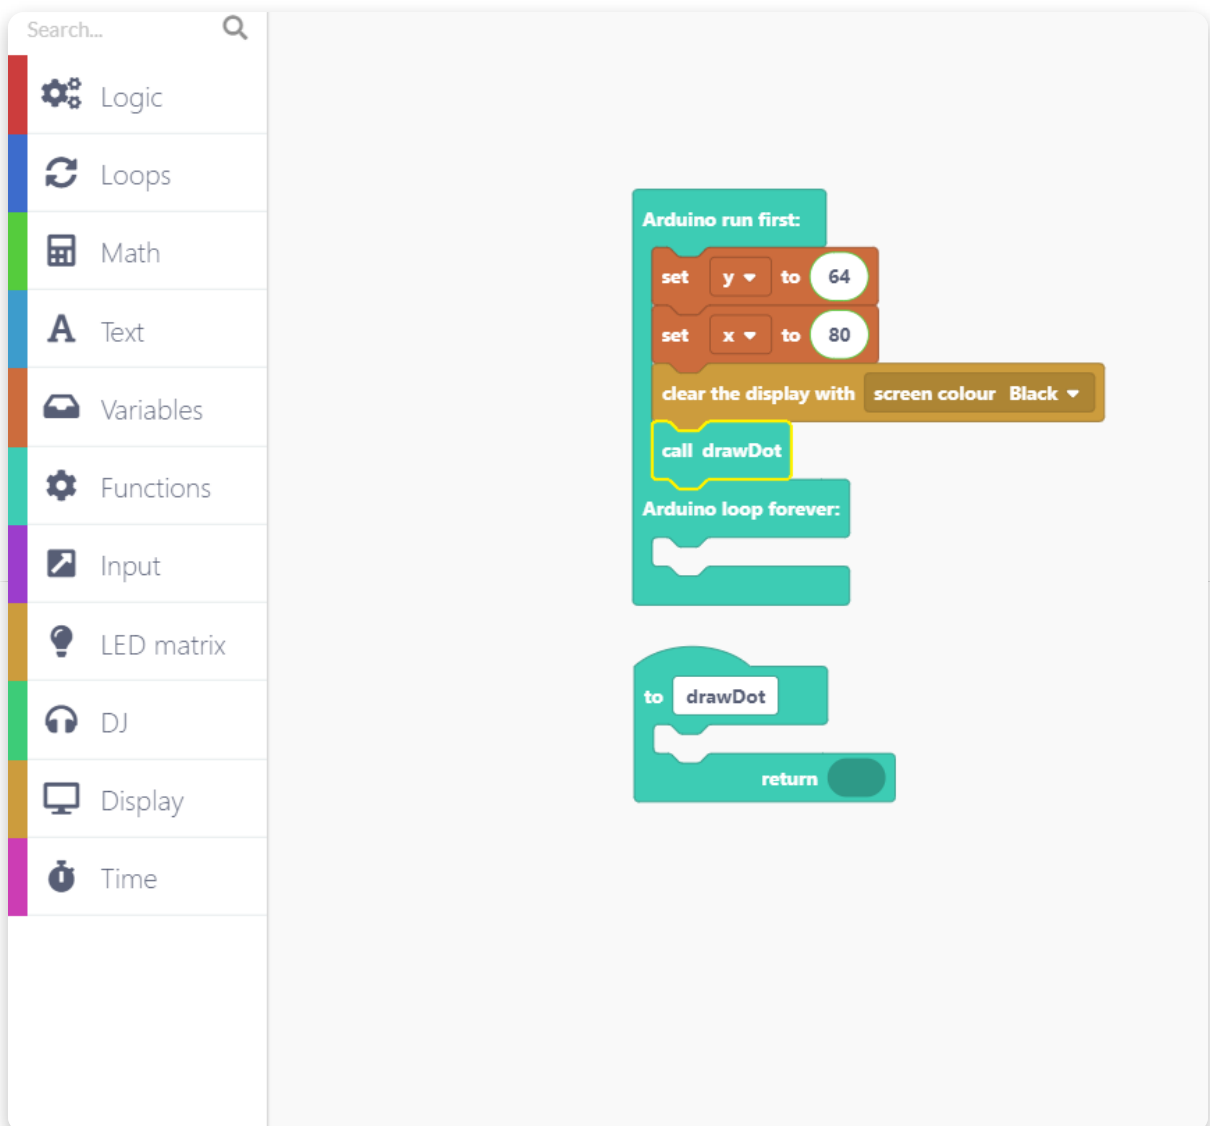 Search...
Logic
Loops
Math
Text
Variables
Functions
Input
LED matrix
DJ
Display
Time
Arduino run first:
set y to 64
set x to 80
clear the display with screen colour Black
call drawDot
Arduino loop forever:
to drawDot
return